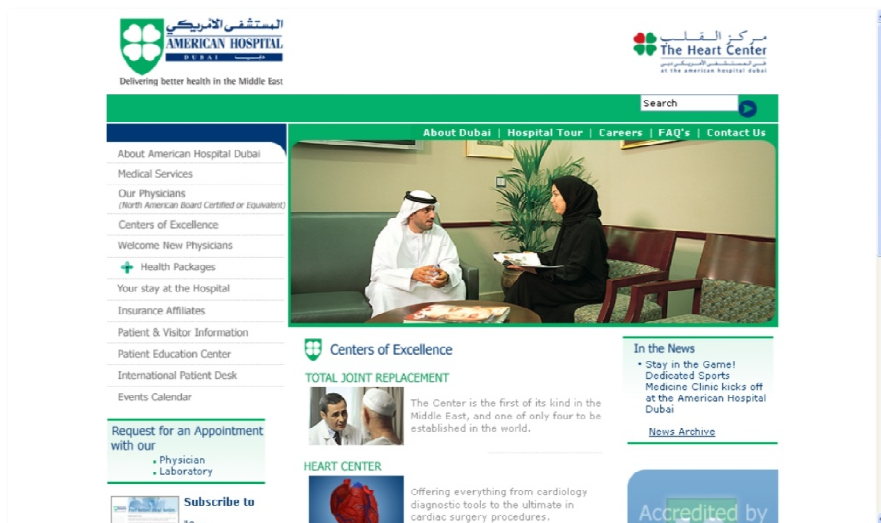 المستشفى الأمريكي
AMERICAN HOSPITAL
DUBAI دبي
Delivering better health in the Middle East
مركز القلب
The Heart Center
في المستشفى الأمريكي دبي
at the american hospital dubai
Search
About Dubai | Hospital Tour | Careers | FAQ's | Contact Us
About American Hospital Dubai
Medical Services
Our Physicians
(North American Board Certified or Equivalent)
Centers of Excellence
Welcome New Physicians
Health Packages
Your stay at the Hospital
Insurance Affiliates
Patient & Visitor Information
Patient Education Center
International Patient Desk
Events Calendar
Request for an Appointment
with our
• Physician
• Laboratory
Subscribe to
Centers of Excellence
TOTAL JOINT REPLACEMENT
The Center is the first of its kind in the
Middle East, and one of only four to be
established in the world.
HEART CENTER
Offering everything from cardiology
diagnostic tools to the ultimate in
cardiac surgery procedures.
In the News
• Stay in the Game!
Dedicated Sports
Medicine Clinic kicks off
at the American Hospital
Dubai
News Archive
Accredited by